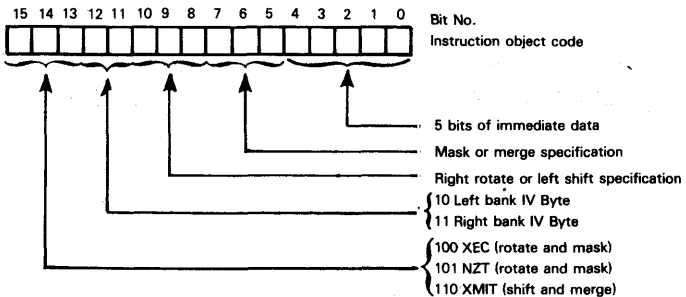 15 14 13 12 11 10 9 8 7 6 5 4 3 2 1 0 Bit No.
Instruction object code
5 bits of immediate data
Mask or merge specification
Right rotate or left shift specification
10 Left bank IV Byte
11 Right bank IV Byte
100 XEC (rotate and mask)
101 NZT (rotate and mask)
110 XMIT (shift and merge)